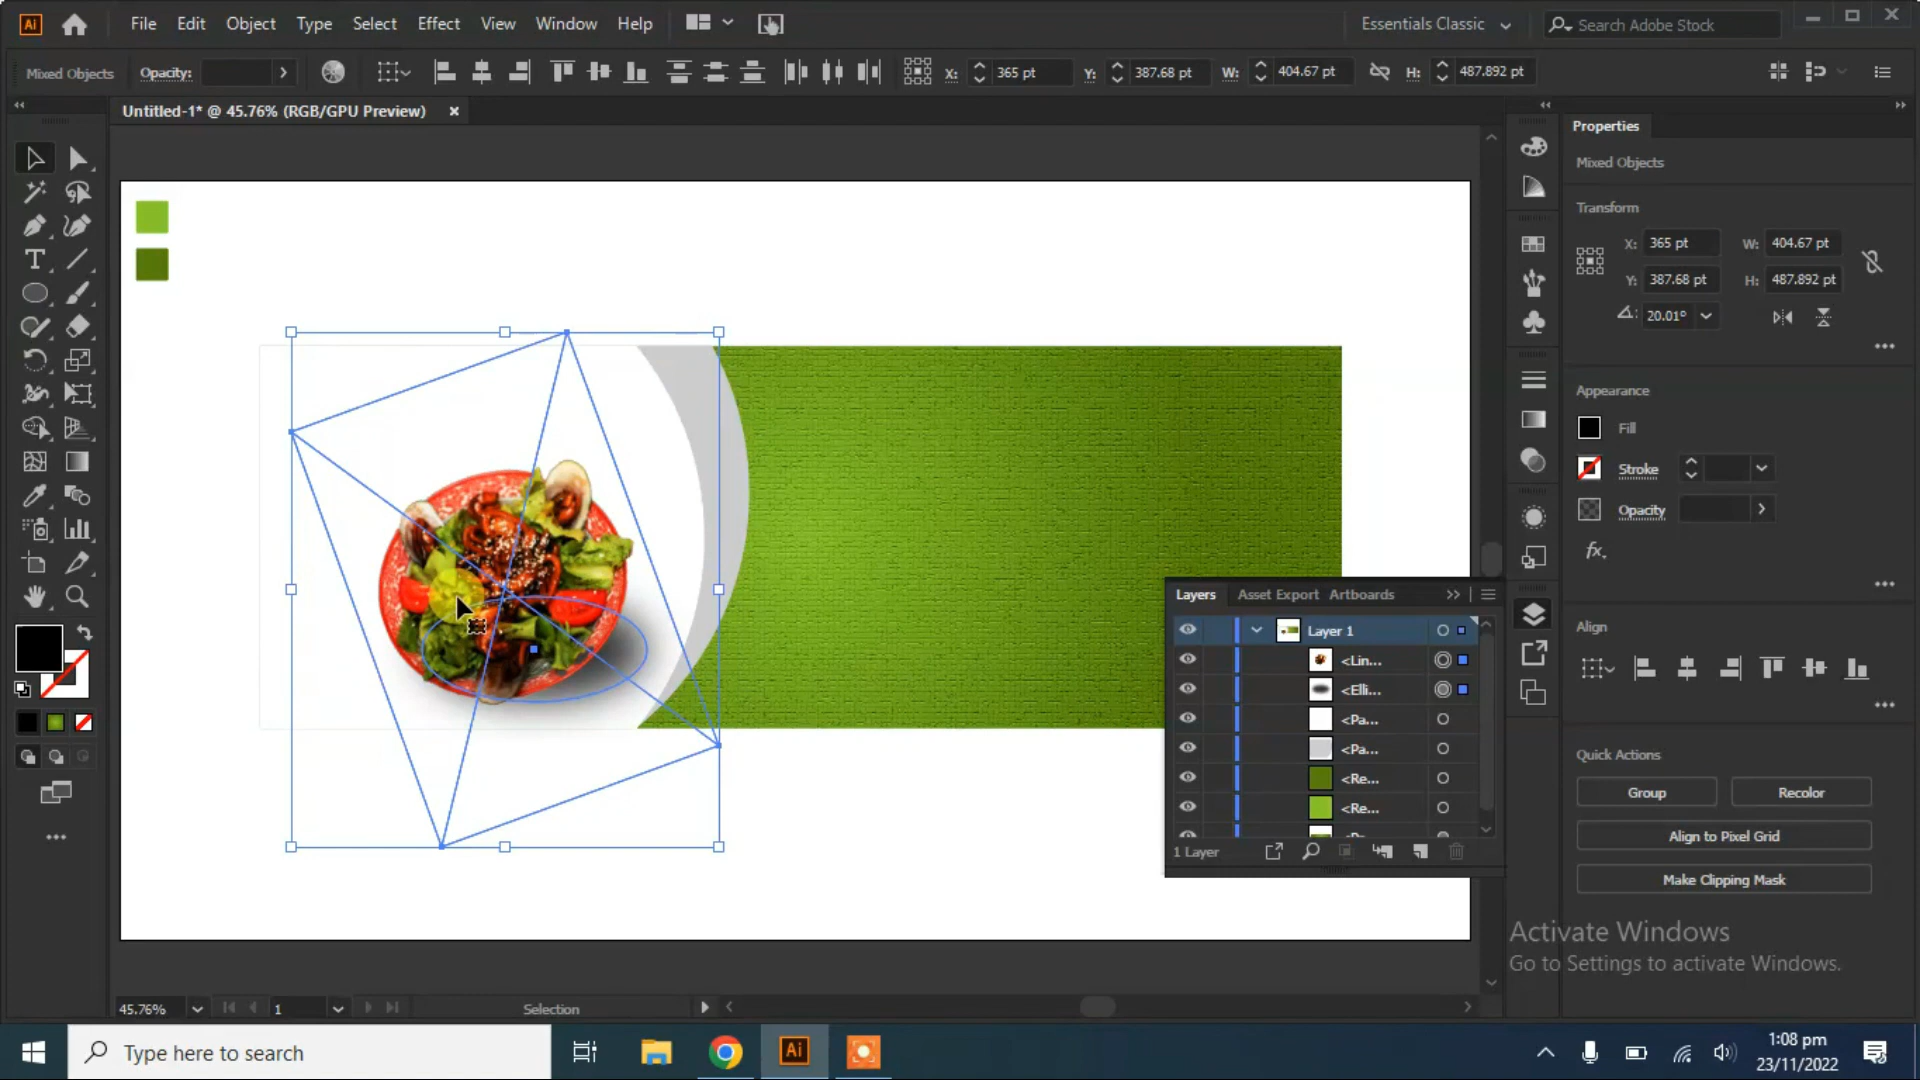 Ai File Edit Object Type Select Effect View Window Help Essentials Classic Search Adobe Stock
Mixed Objects Opacity: X: 365 pt Y: 387.68 pt W: 404.67 pt H: 487.892 pt
Untitled-1* @ 45.76% (RGB/GPU Preview)
Properties
Mixed Objects
Transform
X: 365 pt W: 404.67 pt
Y: 387.68 pt H: 487.892 pt
20.01°
Appearance
Fill
Stroke
Opacity
fx.
Align
Quick Actions
Group Recolor
Align to Pixel Grid
Make Clipping Mask
Layers Asset Export Artboards
Layer 1
<Lin...
<Elli...
<Pa...
<Pa...
<Re...
<Re...
1 Layer
Activate Windows
Go to Settings to activate Windows.
45.76% 1 Selection
Type here to search
Ai
1:08 pm
23/11/2022